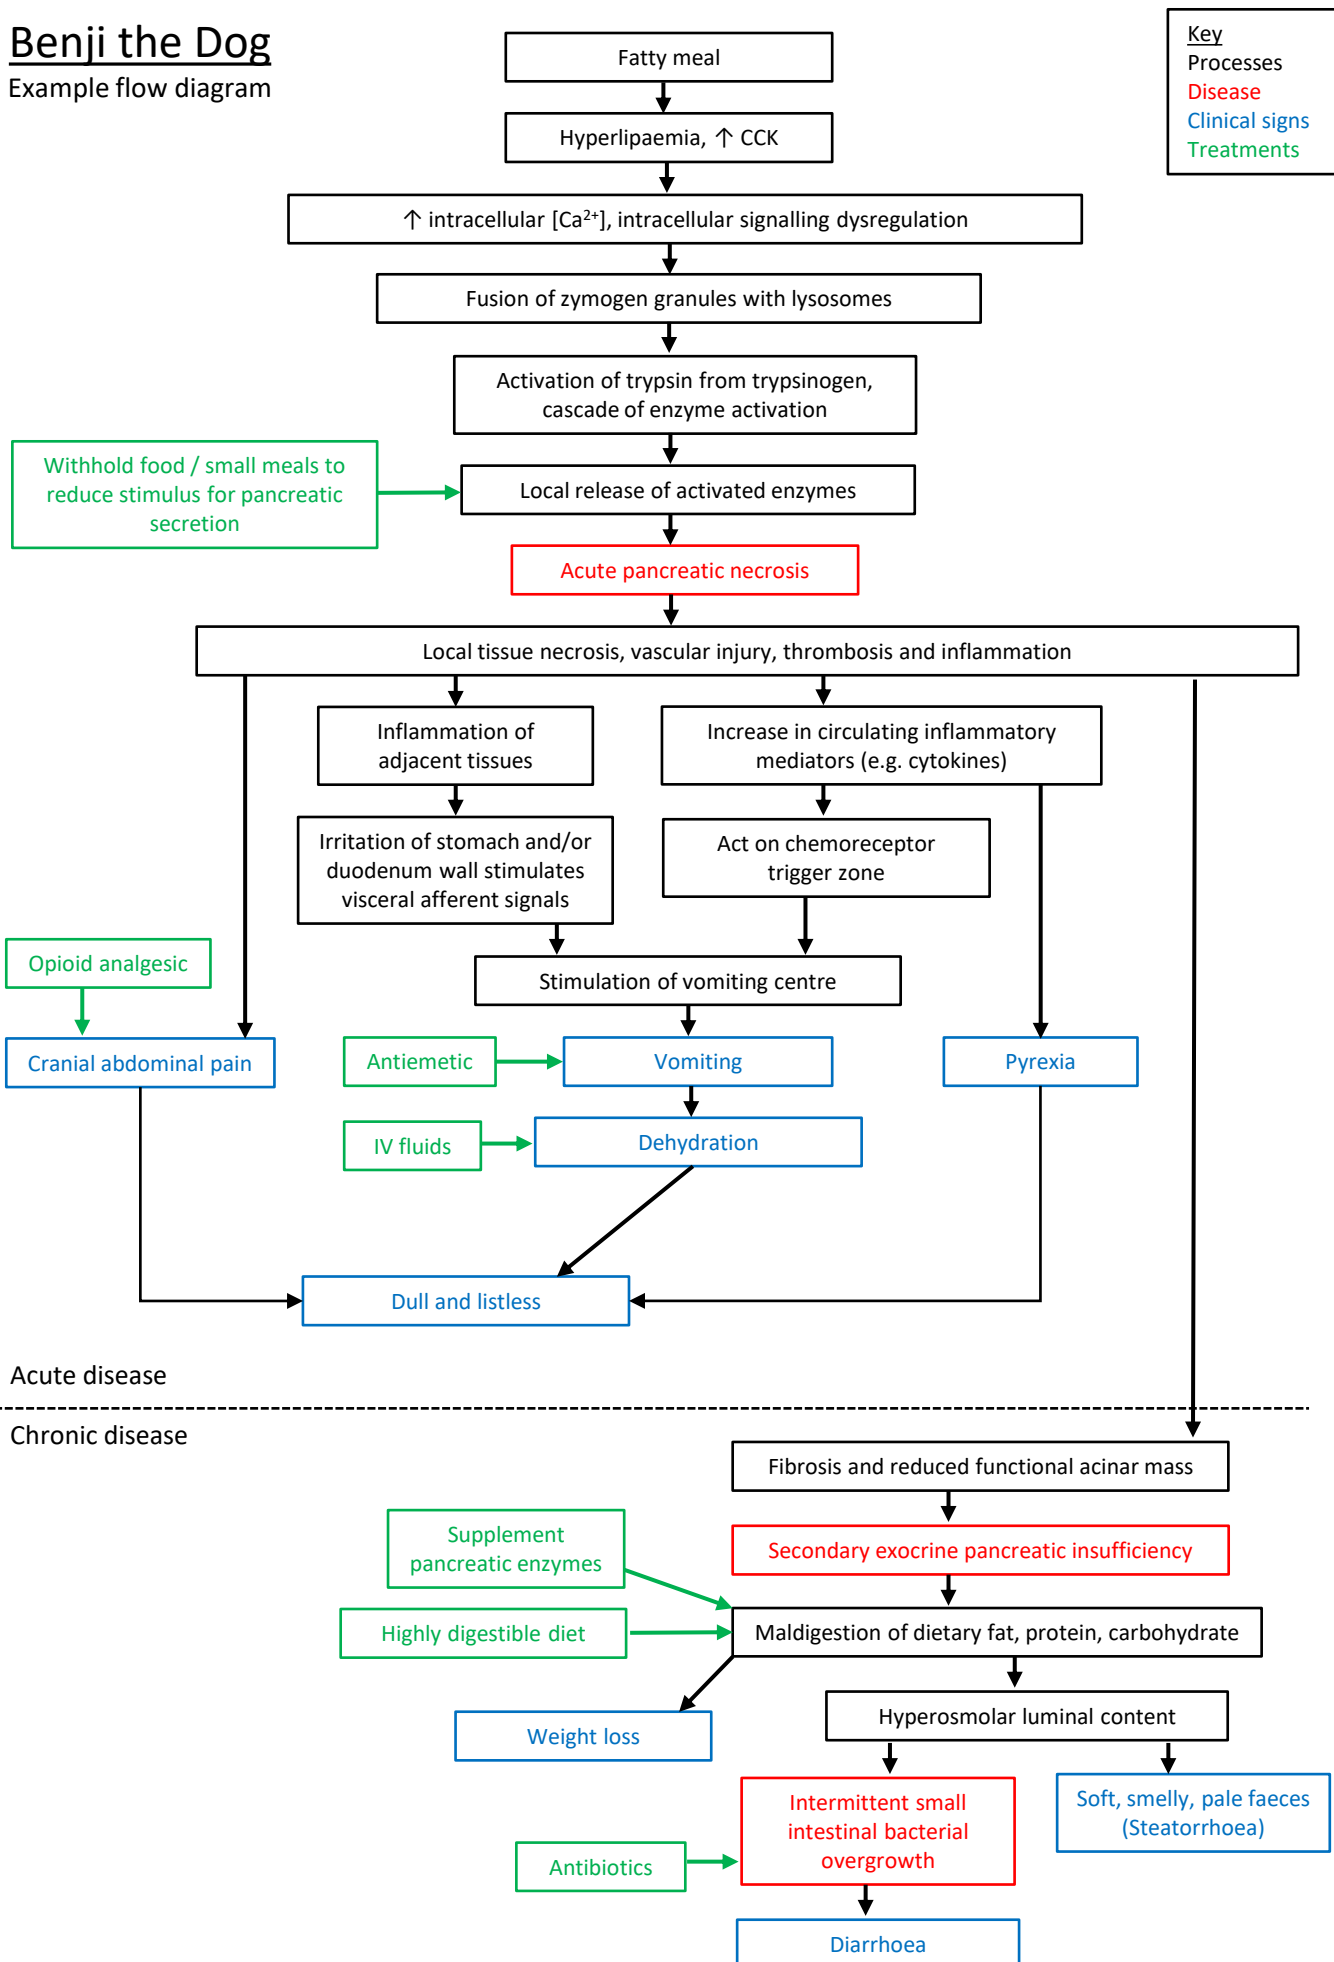 Benji the Dog
Example flow diagram
Key
Processes
Disease
Clinical signs
Treatments
Fatty meal
Hyperlipaemia, ↑ CCK
↑ intracellular [Ca²⁺], intracellular signalling dysregulation
Fusion of zymogen granules with lysosomes
Activation of trypsin from trypsinogen,
cascade of enzyme activation
Withhold food / small meals to
reduce stimulus for pancreatic
secretion
Local release of activated enzymes
Acute pancreatic necrosis
Local tissue necrosis, vascular injury, thrombosis and inflammation
Inflammation of
adjacent tissues
Increase in circulating inflammatory
mediators (e.g. cytokines)
Irritation of stomach and/or
duodenum wall stimulates
visceral afferent signals
Act on chemoreceptor
trigger zone
Opioid analgesic
Stimulation of vomiting centre
Cranial abdominal pain
Antiemetic
Vomiting
Pyrexia
IV fluids
Dehydration
Dull and listless
Acute disease
Chronic disease
Fibrosis and reduced functional acinar mass
Supplement
pancreatic enzymes
Secondary exocrine pancreatic insufficiency
Highly digestible diet
Maldigestion of dietary fat, protein, carbohydrate
Weight loss
Hyperosmolar luminal content
Intermittent small
intestinal bacterial
overgrowth
Soft, smelly, pale faeces
(Steatorrhoea)
Antibiotics
Diarrhoea